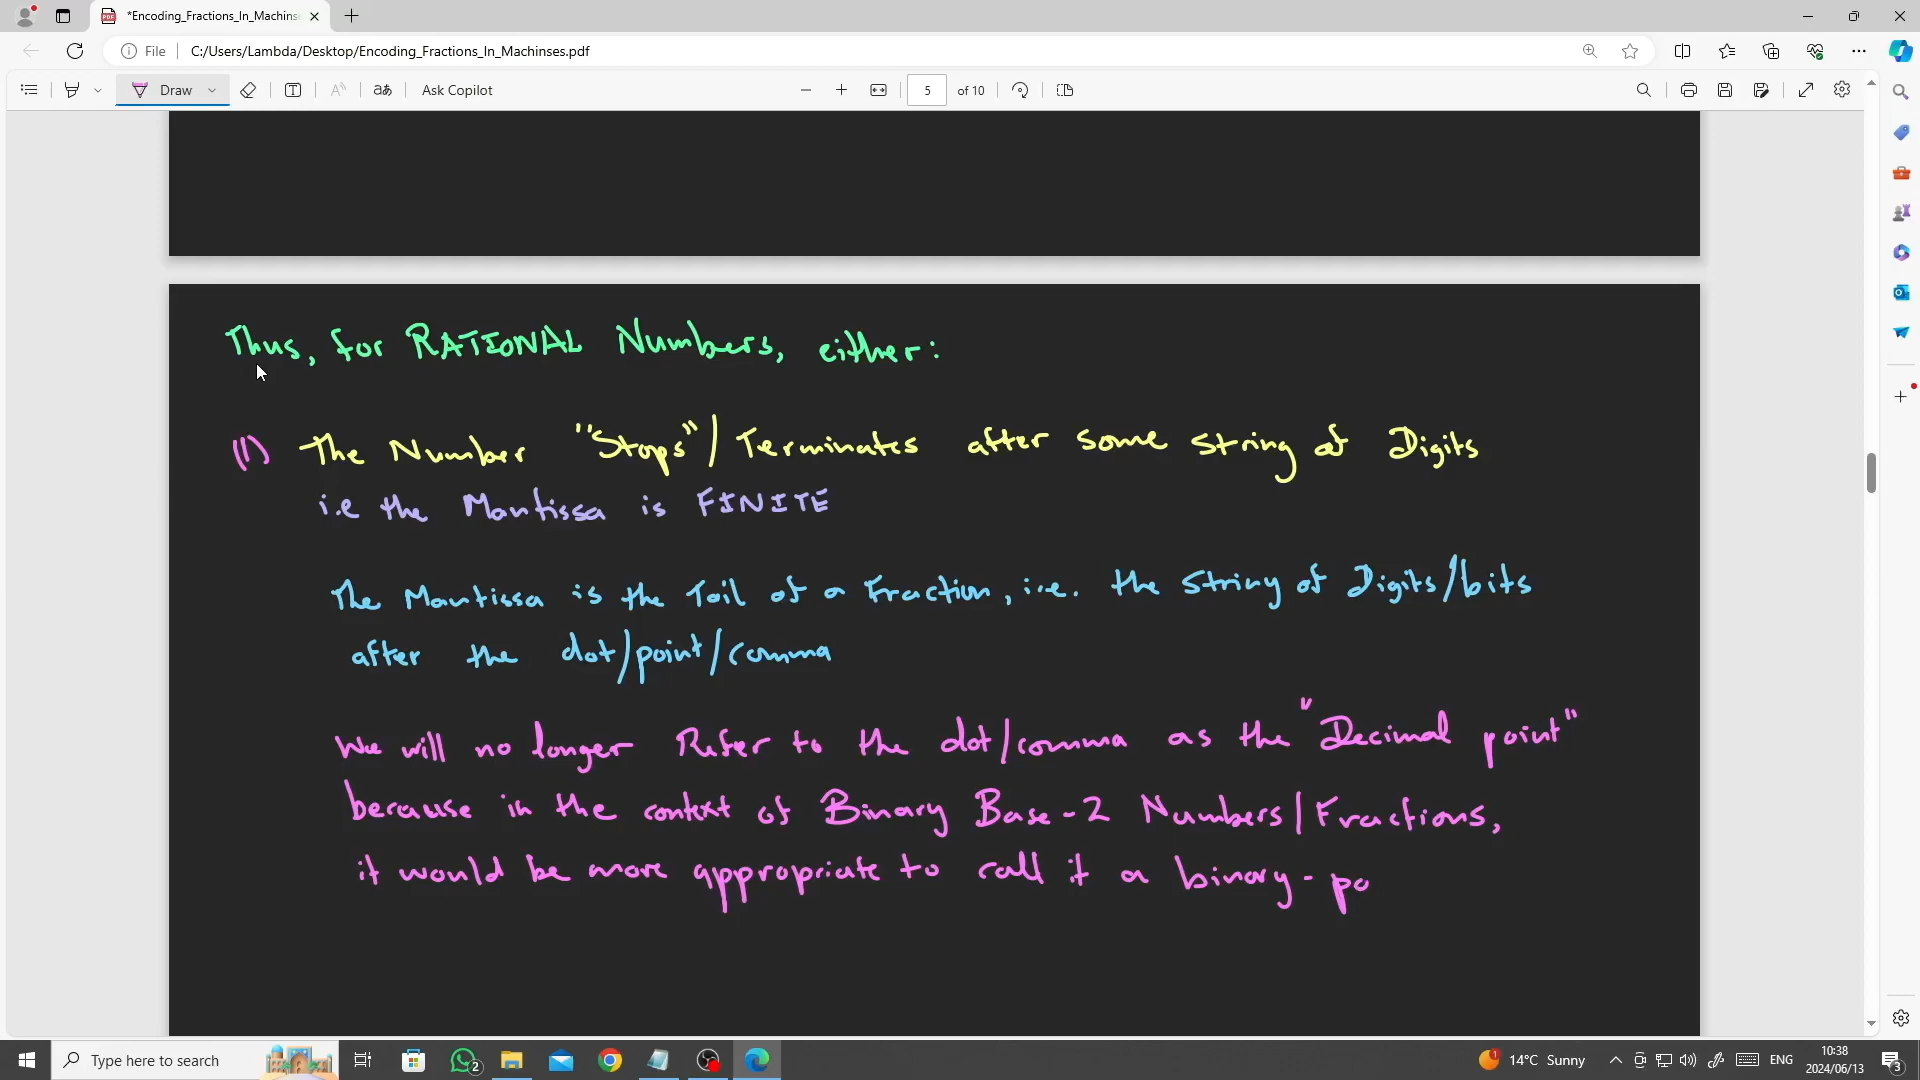 *Encoding_Fractions_In_Machins
File
C:/Users/Lambda/Desktop/Encoding_Fractions_In_Machinses.pdf
Draw
Ask Copilot
5
of 10
Thus, for RATIONAL Numbers, either:
(1) The Number "Stops"/Terminates after some string of Digits
i.e the Mantissa is FINITE
The Mantissa is the Tail of a Fraction, i.e. the string of Digits/bits
after the dot/point/comma
We will no longer Refer to the dot/comma as the "Decimal point"
because in the context of Binary Base-2 Numbers/Fractions,
it would be more appropriate to call it a binary-po
Type here to search
2
1
14°C Sunny
ENG
10:38
2024/06/13
3